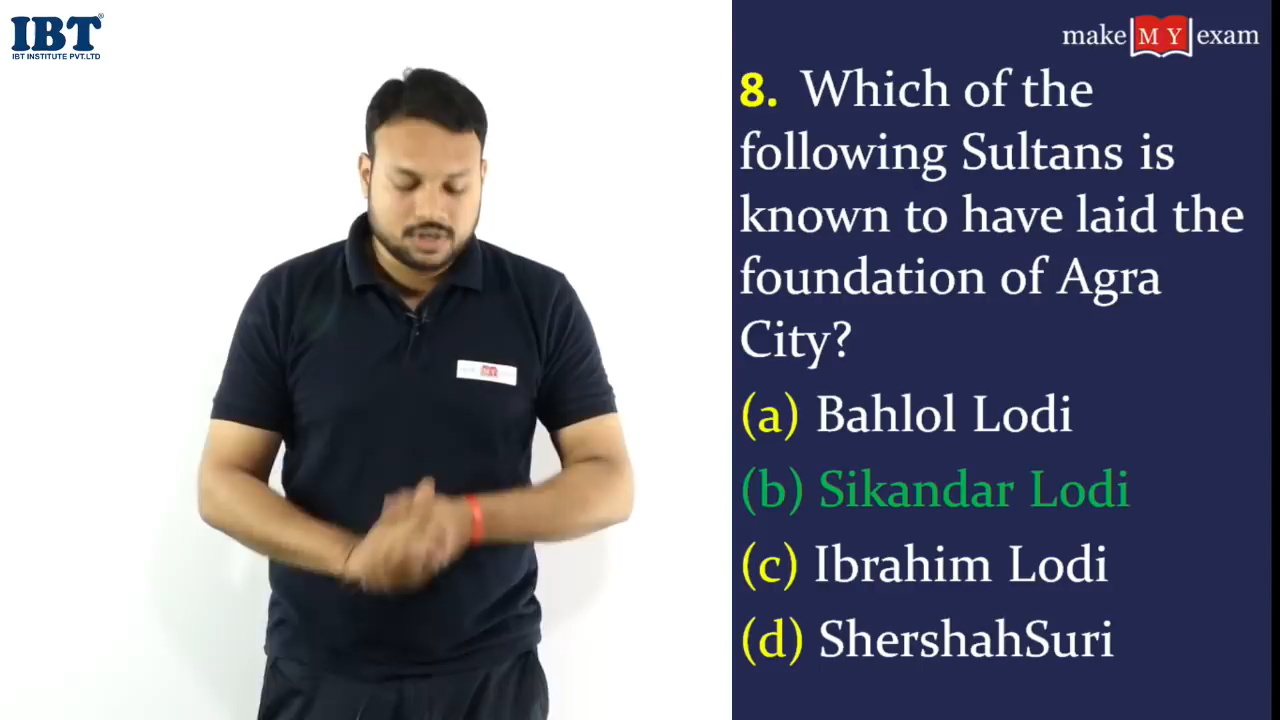 IBT
IBT INSTITUTE PVT.LTD
make MY exam
8. Which of the
following Sultans is
known to have laid the
foundation of Agra
City?
(a) Bahlol Lodi
(b) Sikandar Lodi
(c) Ibrahim Lodi
(d) ShershahSuri
MY